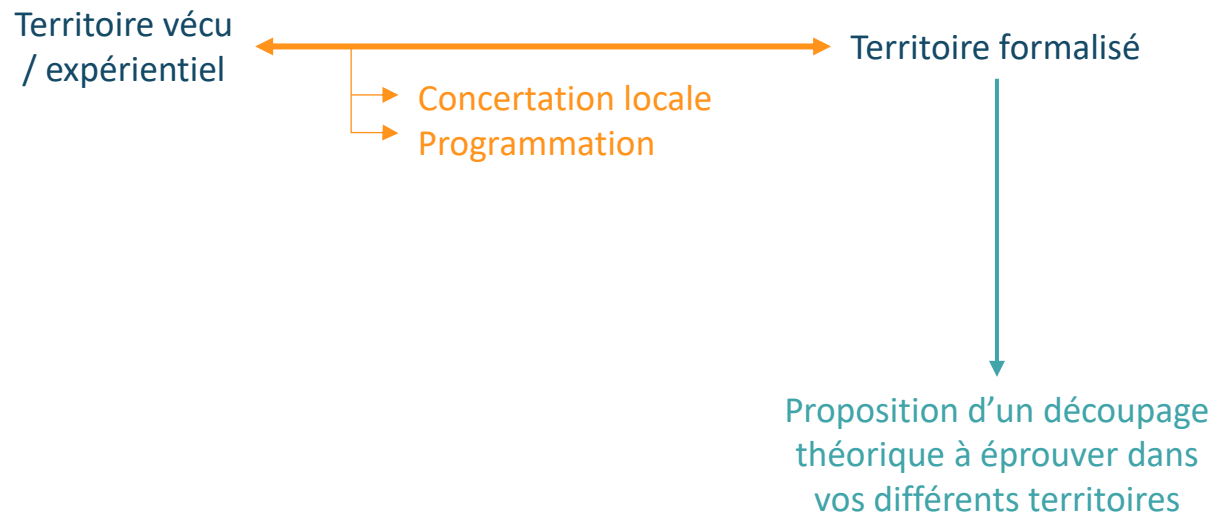 Territoire vécu
/ expérientiel
Territoire formalisé
Concertation locale
Programmation
Proposition d’un découpage
théorique à éprouver dans
vos différents territoires